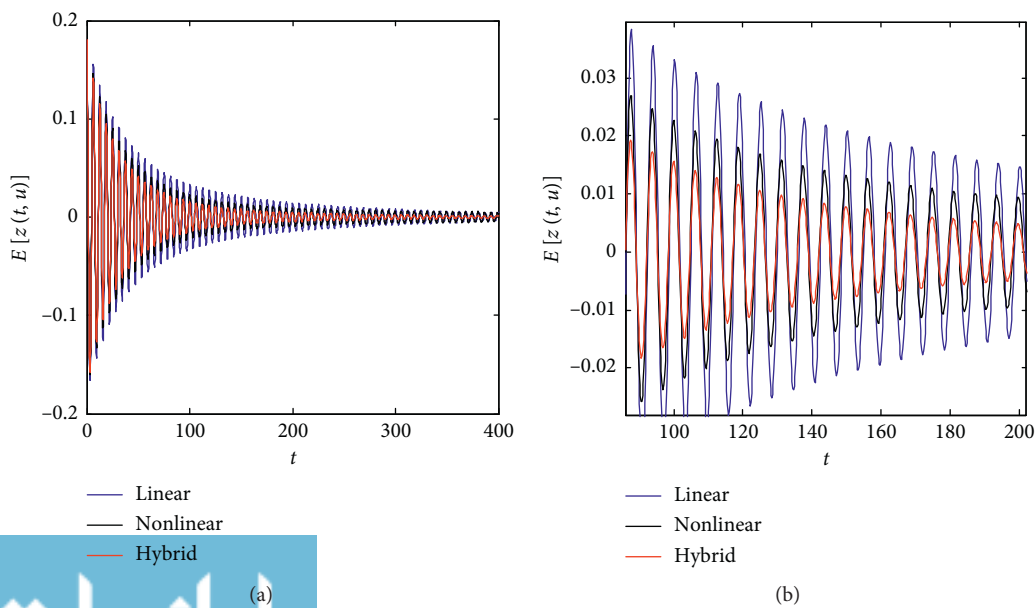 0.2
0.1
0
−0.1
−0.2
E [z (t, u)]
0
100
200
300
400
t
Linear
Nonlinear
Hybrid
(a)
0.03
0.02
0.01
0
−0.01
−0.02
E [z (t, u)]
100
120
140
160
180
200
t
Linear
Nonlinear
Hybrid
(b)